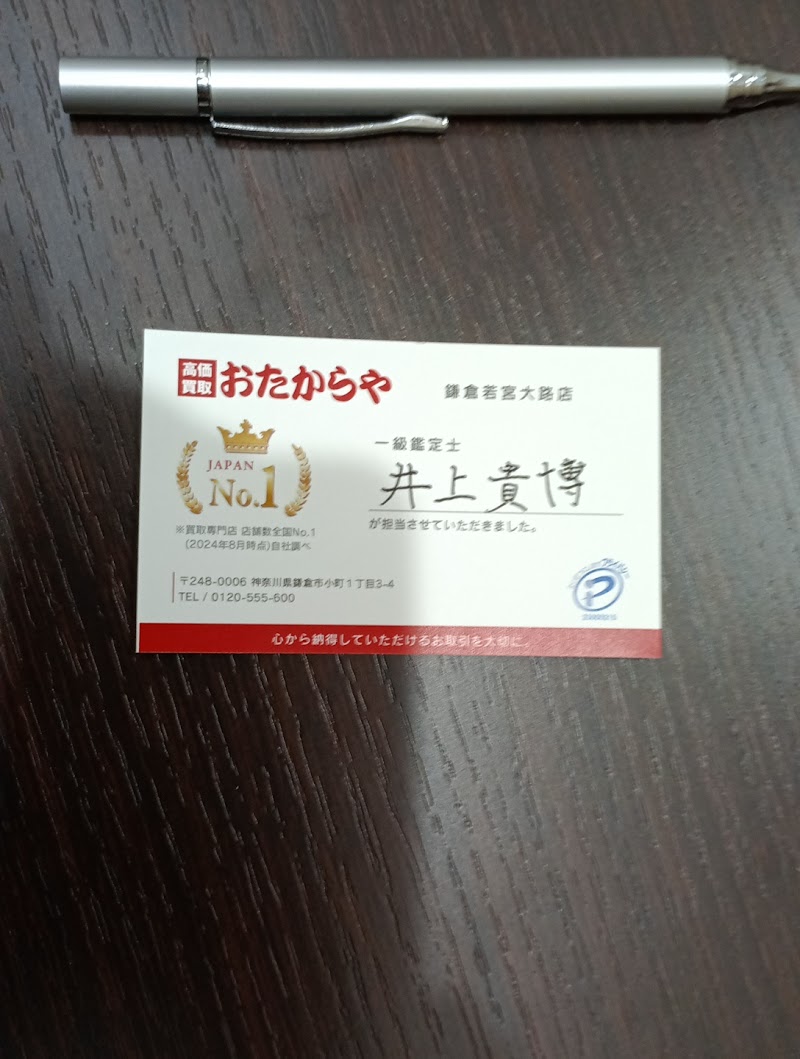 高価
買取
おたからや
鎌倉若宮大路店
JAPAN
No.1
※買取専門店 店舗数全国No.1
(2024年8月時点)自社調べ
一級鑑定士
井上貴博
が担当させていただきました。
〒248-0006 神奈川県鎌倉市小町1丁目3-4
TEL / 0120-555-600
心から納得していただけるお取引を大切に。